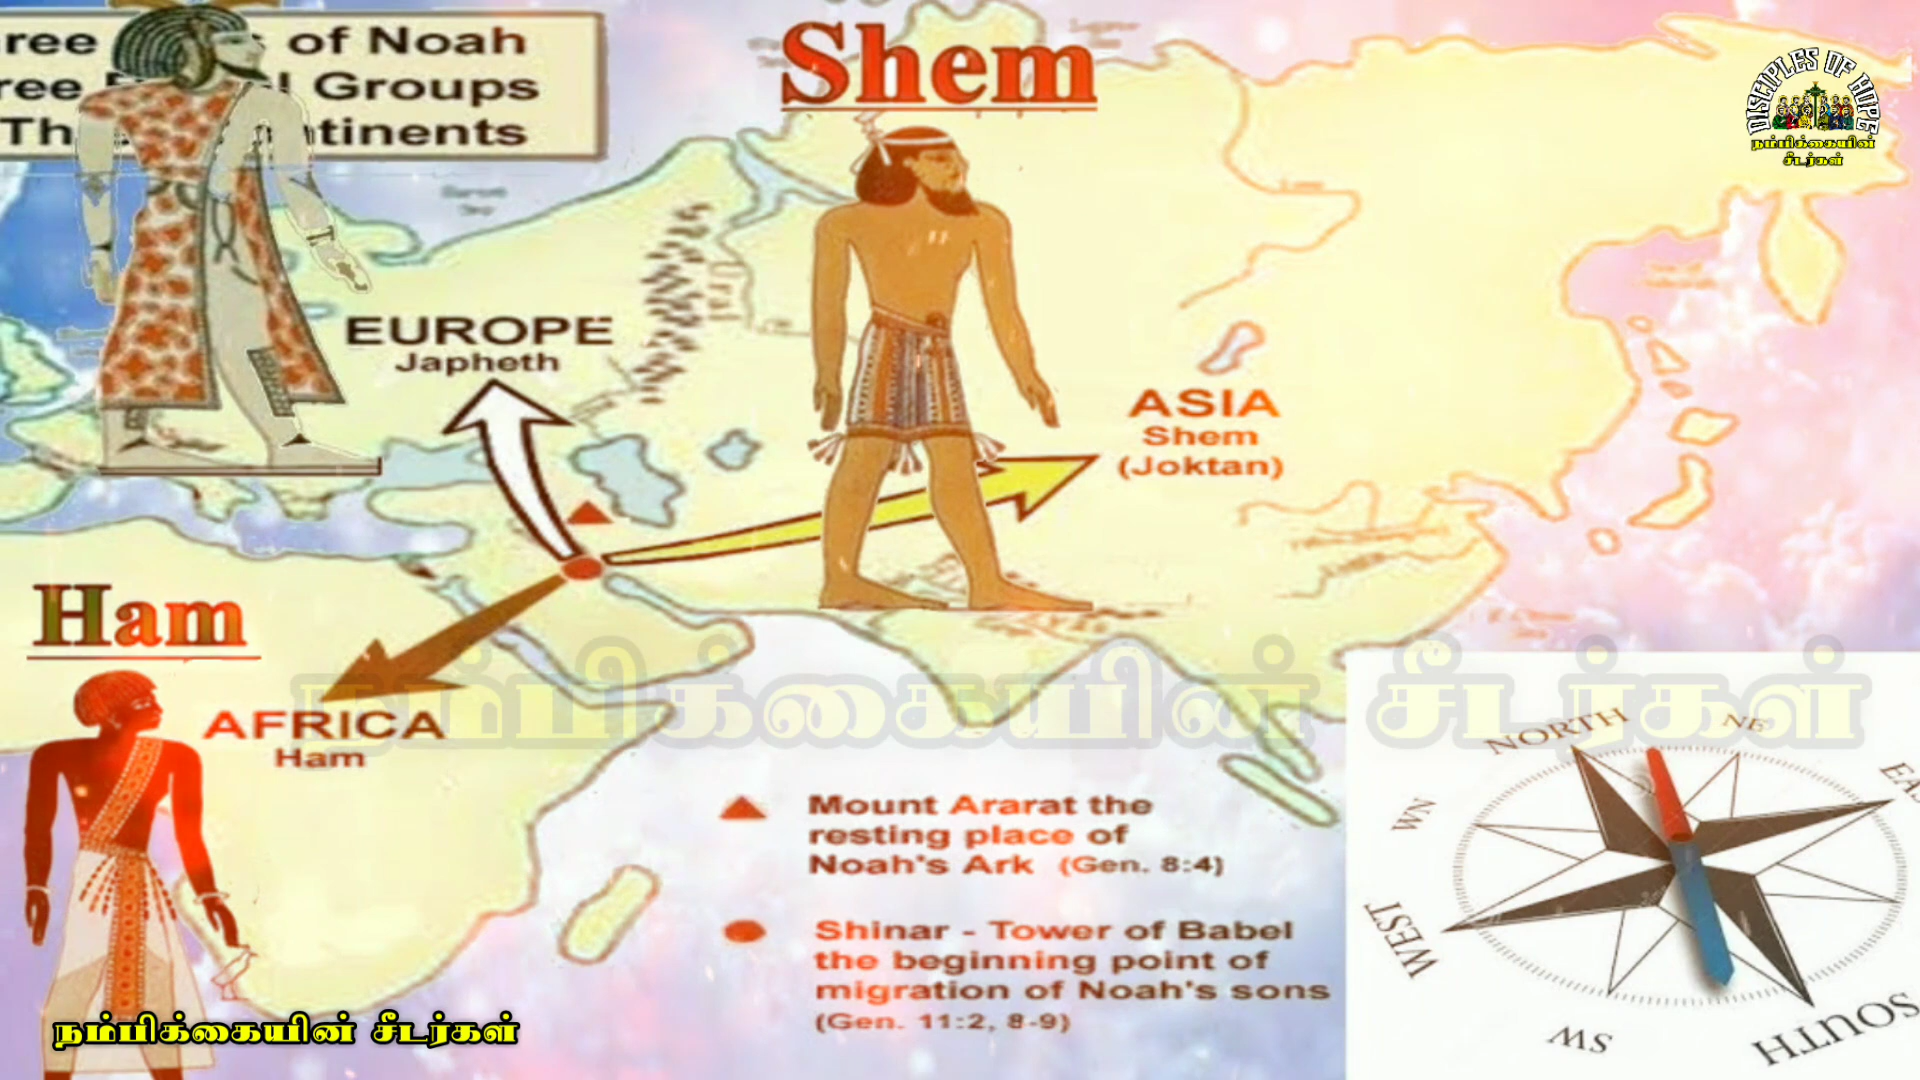 of Noah
Groups
Shem
DISCIPLES OF HOPE
நம்பிக்கையின்
சீடர்கள்
Ural
EUROPE
Japheth
ASIA
Shem
(Joktan)
Ham
AFRICA
Ham
நம்பிக்கையின் சீடர்கள்
Mount Ararat the
resting place of
Noah's Ark (Gen. 8:4)
Shinar - Tower of Babel
the beginning point of
migration of Noah's sons
(Gen. 11:2, 8-9)
NORTH
NE
WN
WEST
SW
SOUTH
நம்பிக்கையின் சீடர்கள்